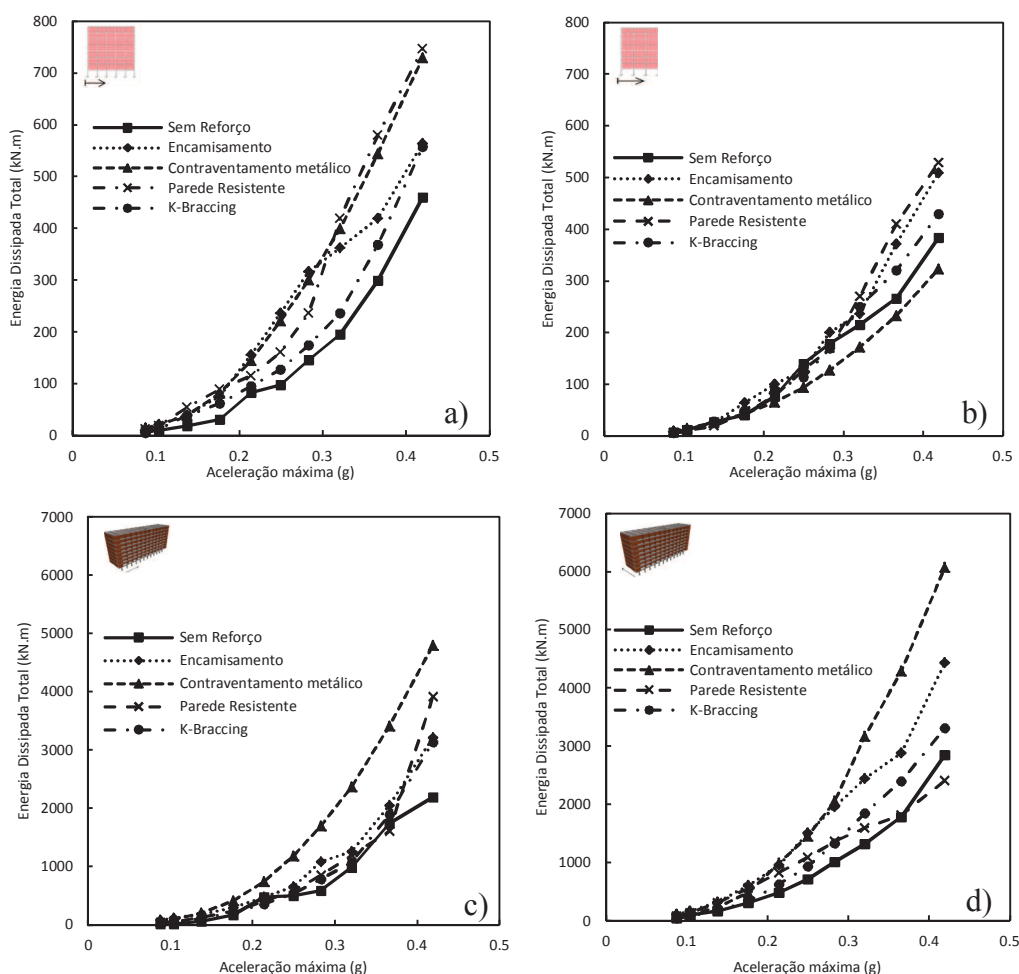 800
700
600
500
400
300
200
100
0
Energia Dissipada Total (kN.m)
Sem Reforço
Encamisamento
Contraventamento metálico
Parede Resistente
K-Braccing
0
0.1
0.2
0.3
0.4
0.5
Aceleração máxima (g)
a)
800
700
600
500
400
300
200
100
0
Energia Dissipada Total (kN.m)
Sem Reforço
Encamisamento
Contraventamento metálico
Parede Resistente
K-Braccing
0
0.1
0.2
0.3
0.4
0.5
Aceleração máxima (g)
b)
7000
6000
5000
4000
3000
2000
1000
0
Energia Dissipada Total (kN.m)
Sem Reforço
Encamisamento
Contraventamento metálico
Parede Resistente
K-Braccing
0
0.1
0.2
0.3
0.4
0.5
Aceleração máxima (g)
c)
7000
6000
5000
4000
3000
2000
1000
0
Energia Dissipada Total (kN.m)
Sem Reforço
Encamisamento
Contraventamento metálico
Parede Resistente
K-Braccing
0
0.1
0.2
0.3
0.4
0.5
Aceleração máxima (g)
d)